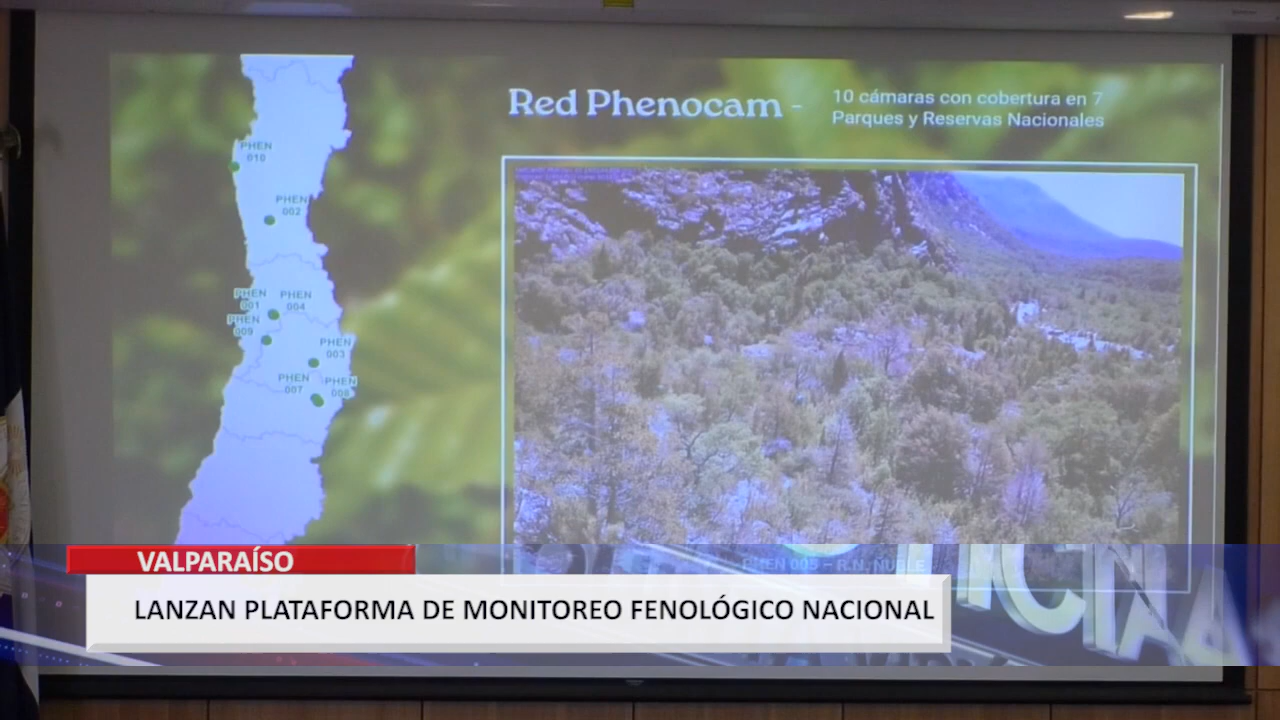 Red Phenocam -
10 cámaras con cobertura en 7
Parques y Reservas Nacionales
PHEN
010
PHEN
002
PHEN
001
PHEN
004
PHEN
009
PHEN
003
PHEN
007
PHEN
008
PHEN 005 – R.N. ÑUBLE
VALPARAÍSO
LANZAN PLATAFORMA DE MONITOREO FENOLÓGICO NACIONAL